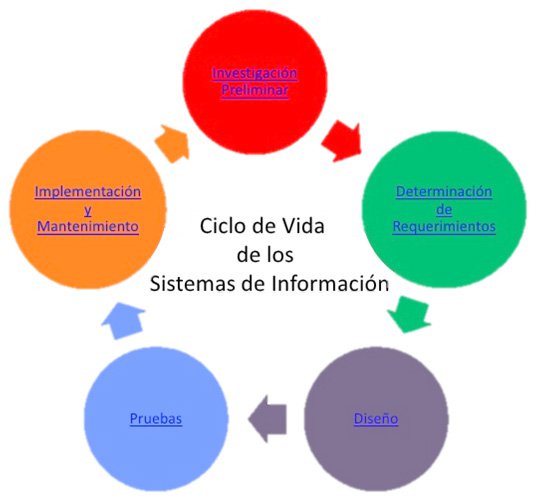 Investigación
Preliminar
Implementación
y
Mantenimiento
Determinación
de
Requerimientos
Ciclo de Vida
de los
Sistemas de Información
Pruebas
Diseño